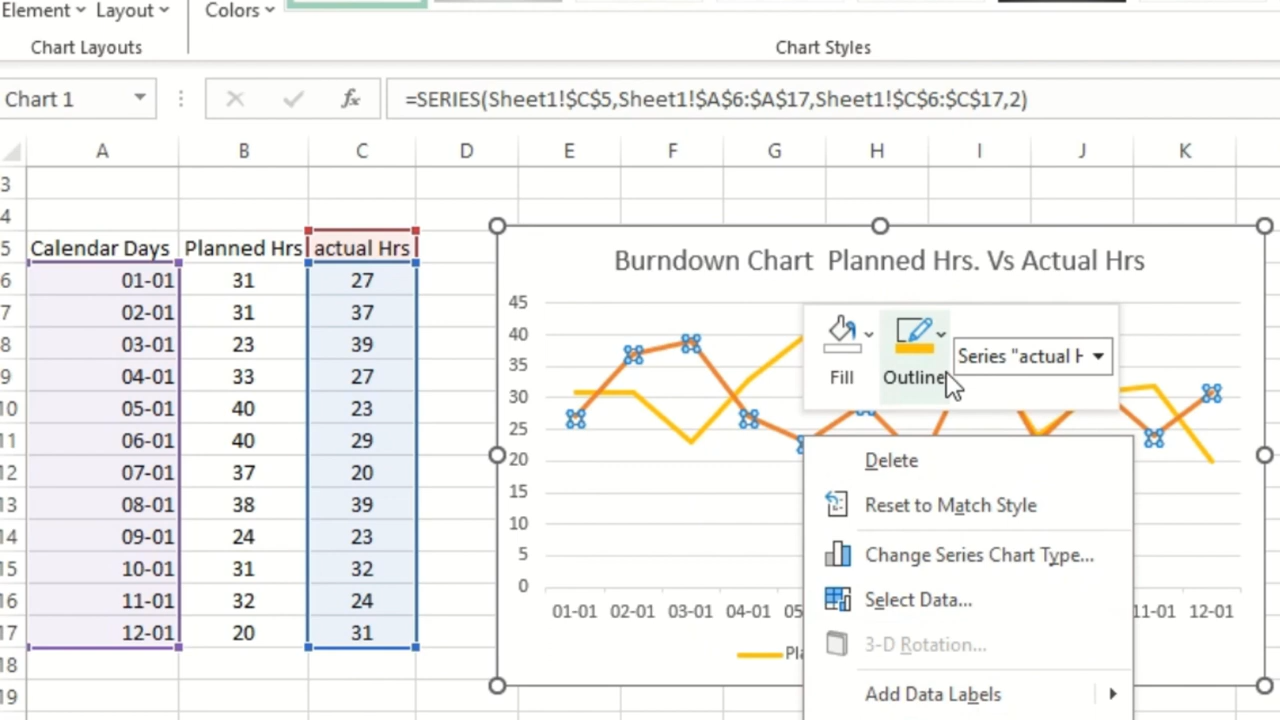 Element Layout Colors
Chart Layouts Chart Styles
Chart 1 fx =SERIES(Sheet1!$C$5,Sheet1!$A$6:$A$17,Sheet1!$C$6:$C$17,2)
A B C D E F G H I J K
3
4
5 Calendar Days Planned Hrs actual Hrs
6 01-01 31 27
7 02-01 31 37
8 03-01 23 39
9 04-01 33 27
10 05-01 40 23
11 06-01 40 29
12 07-01 37 20
13 08-01 38 39
14 09-01 24 23
15 10-01 31 32
16 11-01 32 24
17 12-01 20 31
18
19
Burndown Chart Planned Hrs. Vs Actual Hrs
45
40
35
30
25
20
15
10
5
0
01-01 02-01 03-01 04-01 05 11-01 12-01
Pla
Fill Outline Series "actual H
Delete
Reset to Match Style
Change Series Chart Type...
Select Data...
3-D Rotation...
Add Data Labels